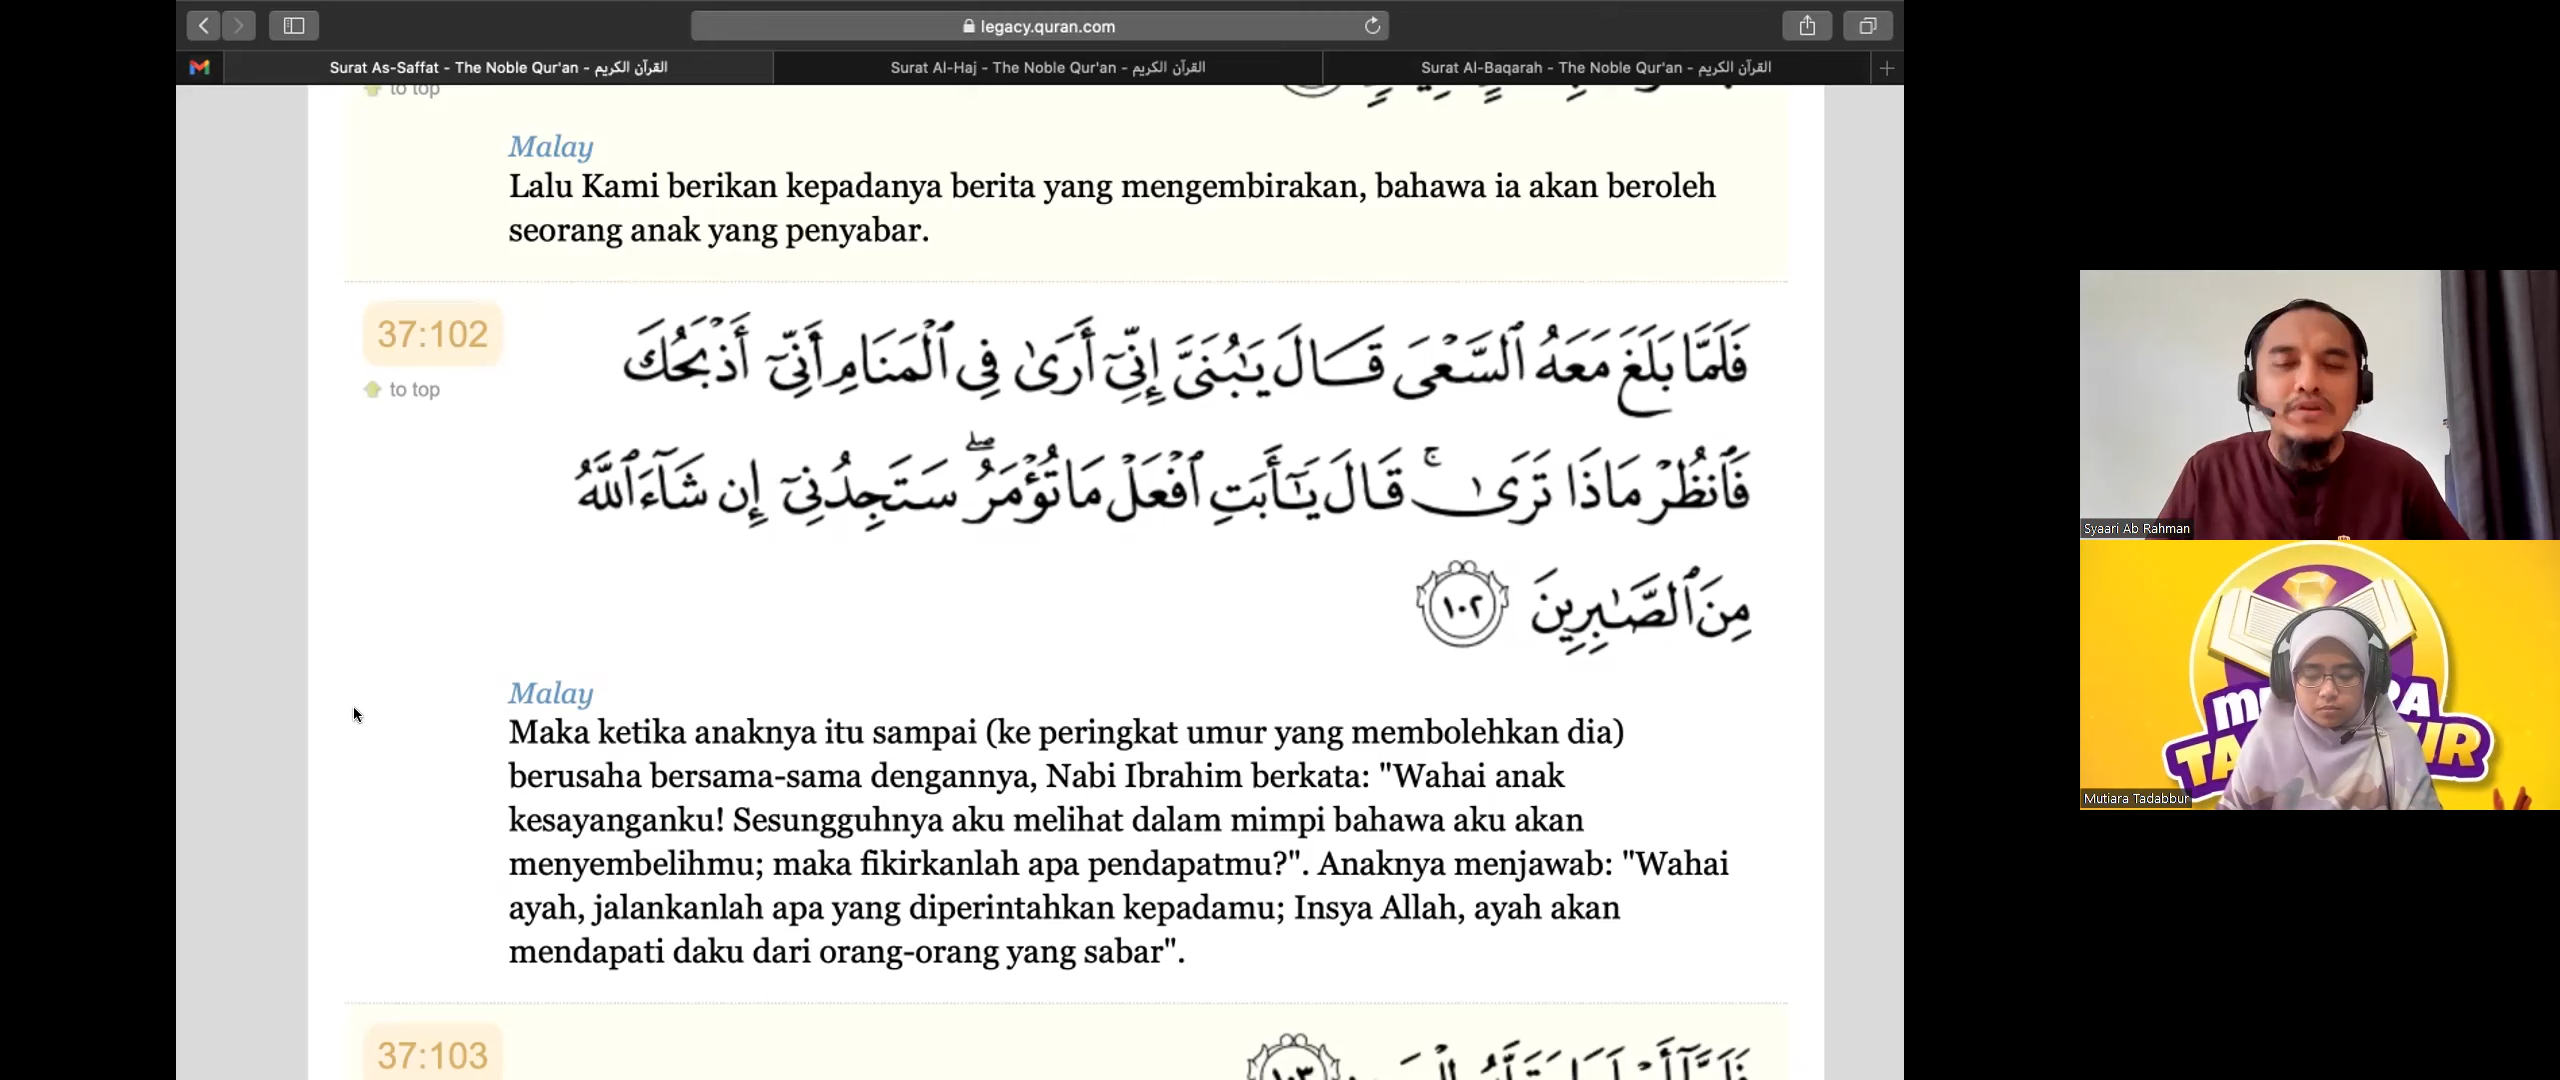 legacy.quran.com
Surat As-Saffat - The Noble Qur'an - القرآن الكريم
Surat Al-Haj - The Noble Qur'an - القرآن الكريم
Surat Al-Baqarah - The Noble Qur'an - القرآن الكريم
to top
Malay
Lalu Kami berikan kepadanya berita yang mengembirakan, bahawa ia akan beroleh
seorang anak yang penyabar.
37:102
to top
فَلَمَّا بَلَغَ مَعَهُ ٱلسَّعْىَ قَالَ يَٰبُنَىَّ إِنِّىٓ أَرَىٰ فِى ٱلْمَنَامِ أَنِّىٓ أَذْبَحُكَ
فَٱنظُرْ مَاذَا تَرَىٰ ۚ قَالَ يَٰٓأَبَتِ ٱفْعَلْ مَا تُؤْمَرُ ۖ سَتَجِدُنِىٓ إِن شَآءَ ٱللَّهُ
مِنَ ٱلصَّٰبِرِينَ ١٠٢
Malay
Maka ketika anaknya itu sampai (ke peringkat umur yang membolehkan dia)
berusaha bersama-sama dengannya, Nabi Ibrahim berkata: "Wahai anak
kesayanganku! Sesungguhnya aku melihat dalam mimpi bahawa aku akan
menyembelihmu; maka fikirkanlah apa pendapatmu?". Anaknya menjawab: "Wahai
ayah, jalankanlah apa yang diperintahkan kepadamu; Insya Allah, ayah akan
mendapati daku dari orang-orang yang sabar".
37:103
Syaari Ab Rahman
Mutiara Tadabbur